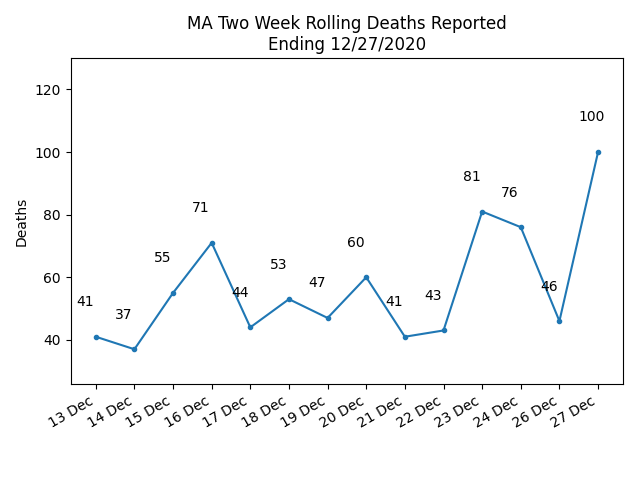 MA Two Week Rolling Deaths Reported
Ending 12/27/2020
120
100
80
60
40
Deaths
41
37
55
71
44
53
47
60
41
43
81
76
46
100
13 Dec
14 Dec
15 Dec
16 Dec
17 Dec
18 Dec
19 Dec
20 Dec
21 Dec
22 Dec
23 Dec
24 Dec
26 Dec
27 Dec